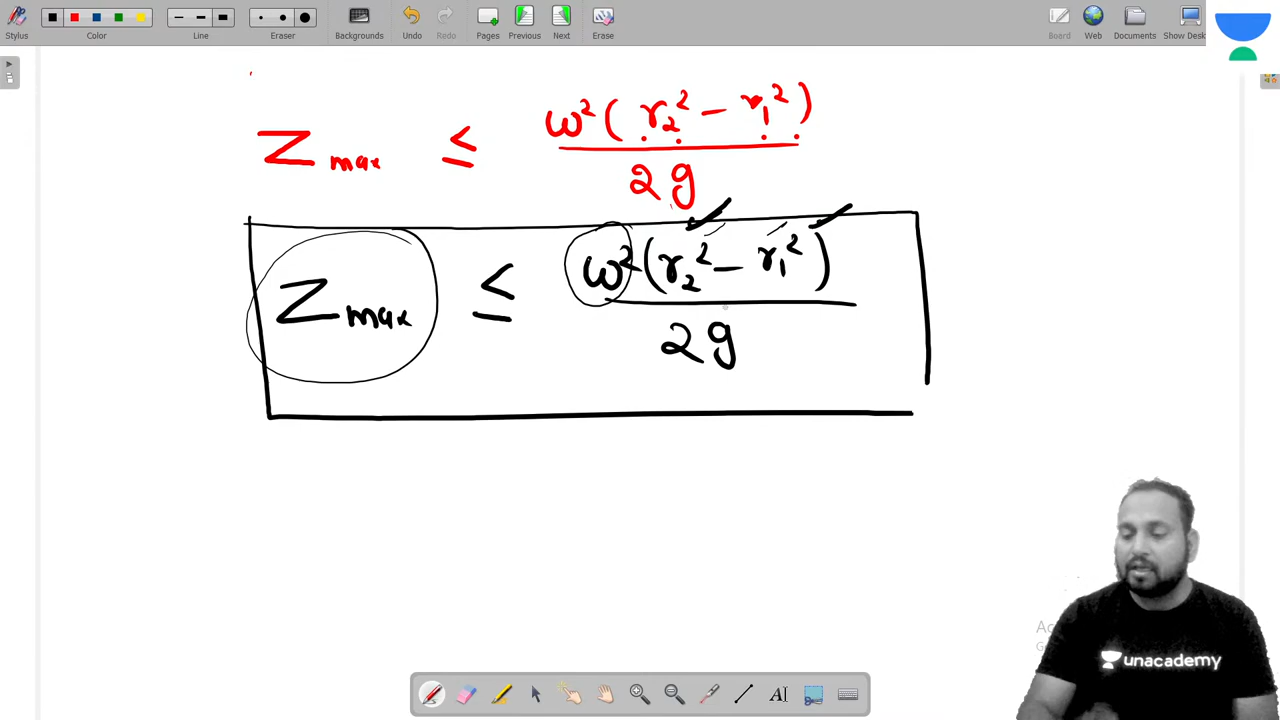 Stylus Color Line Eraser Backgrounds Undo Redo Pages Previous Next Erase Board Web Documents Show Desk
Z max ≤ ω²( r₂² − r₁² ) / 2g
Z max ≤ ω²( r₂² − r₁² ) / 2g
unacademy